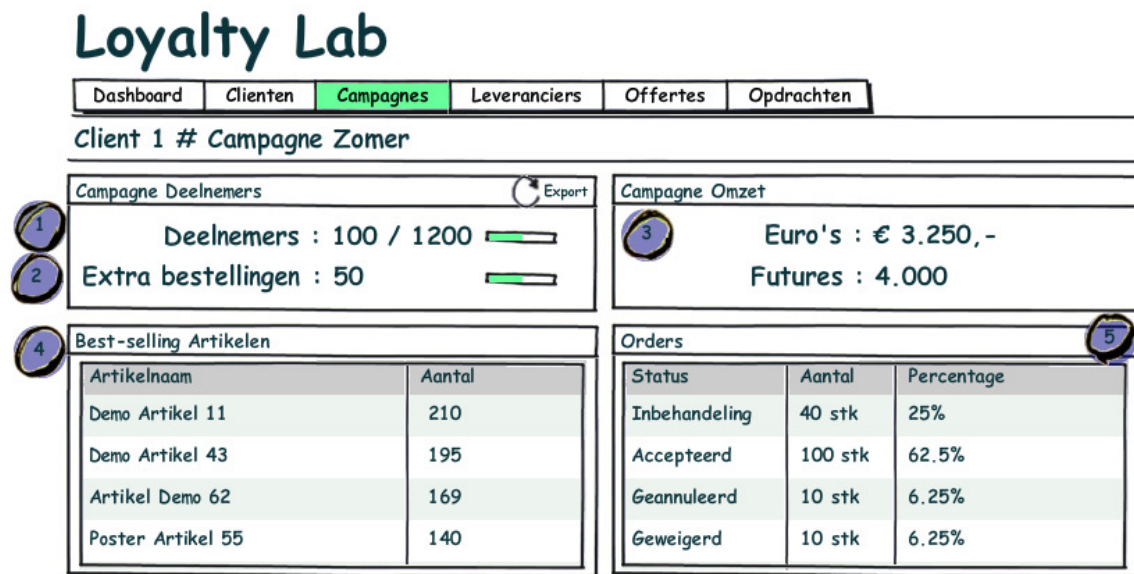 Loyalty Lab
Dashboard Clienten Campagnes Leveranciers Offertes Opdrachten
Client 1 # Campagne Zomer
Campagne Deelnemers Export
1 Deelnemers : 100 / 1200
2 Extra bestellingen : 50
Campagne Omzet
3 Euro's : € 3.250,-
Futures : 4.000
4 Best-selling Artikelen
Artikelnaam Aantal
Demo Artikel 11 210
Demo Artikel 43 195
Artikel Demo 62 169
Poster Artikel 55 140
Orders 5
Status Aantal Percentage
Inbehandeling 40 stk 25%
Accepteerd 100 stk 62.5%
Geannuleerd 10 stk 6.25%
Geweigerd 10 stk 6.25%